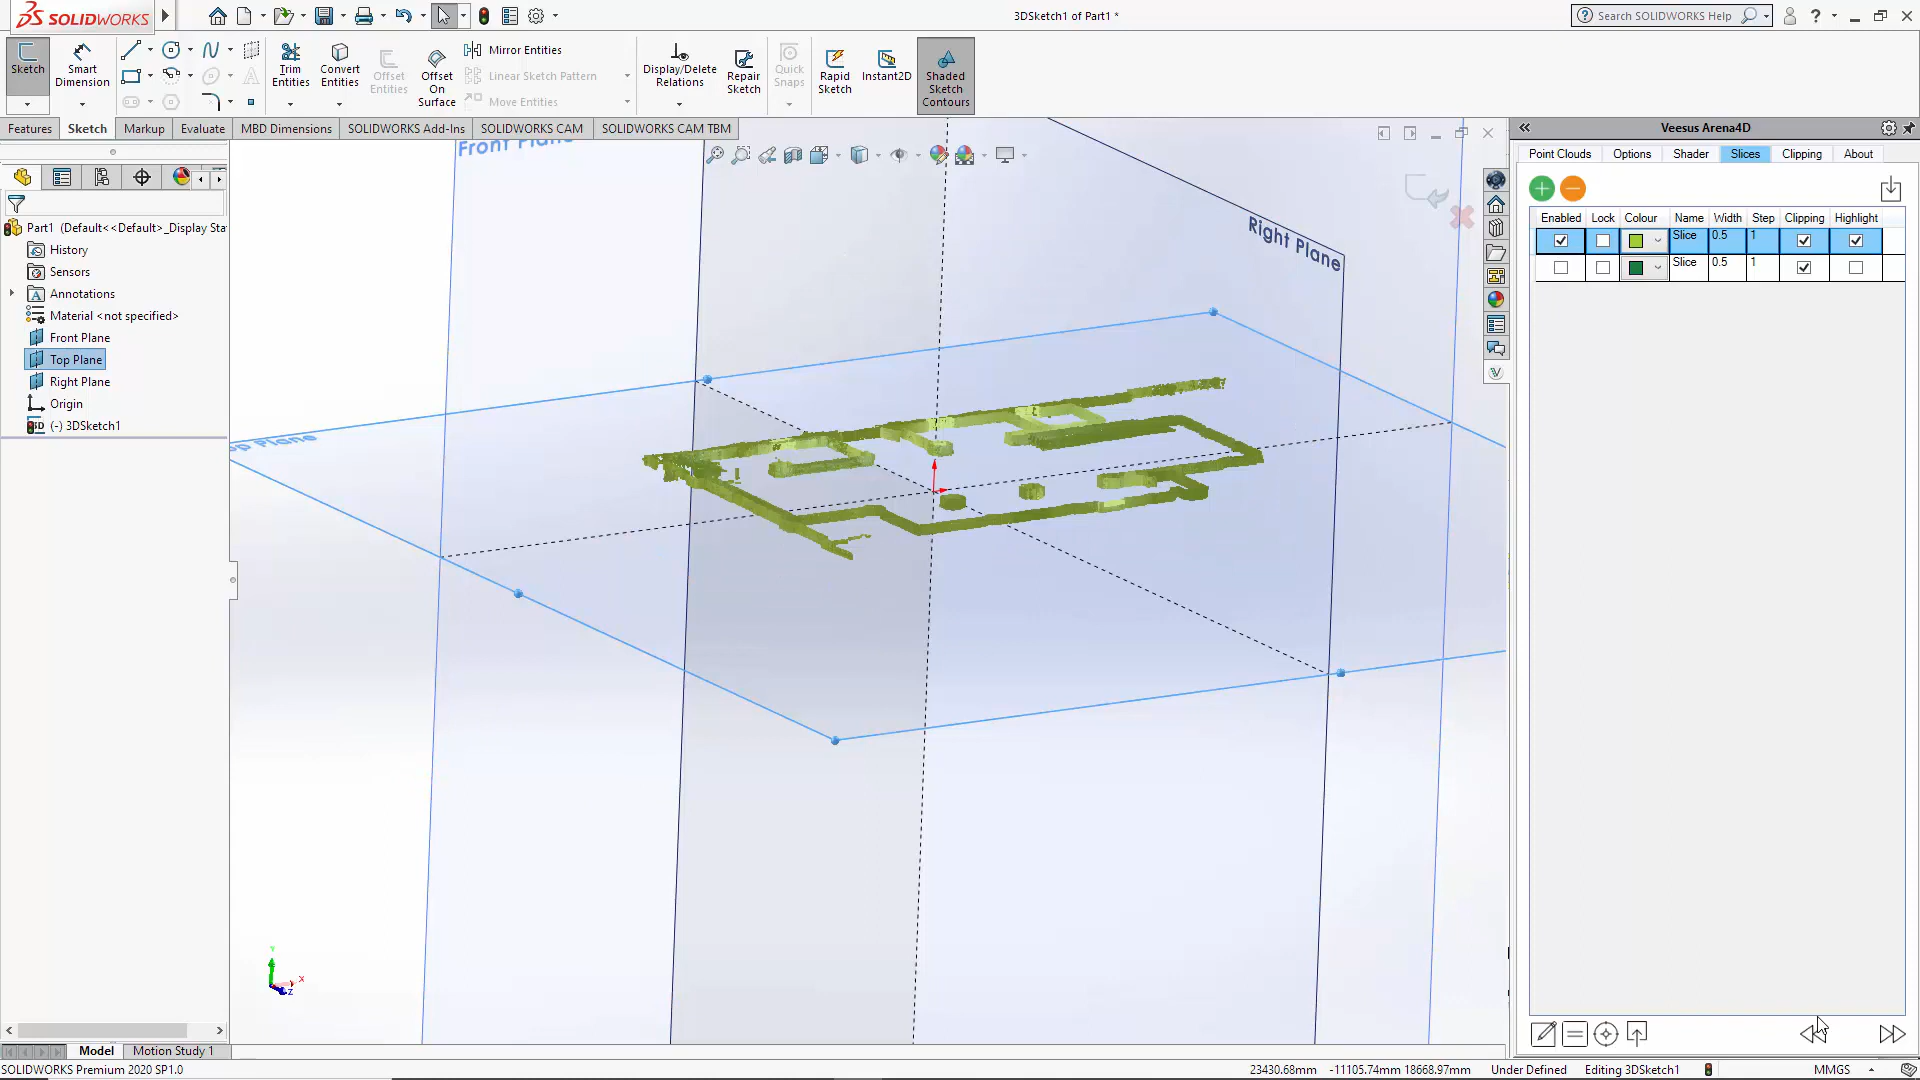 SOLIDWORKS
3DSketch1 of Part1 *
Search SOLIDWORKS Help
Sketch
Smart Dimension
Trim Entities
Convert Entities
Offset Entities
Offset On Surface
Mirror Entities
Linear Sketch Pattern
Move Entities
Display/Delete Relations
Repair Sketch
Quick Snaps
Rapid Sketch
Instant2D
Shaded Sketch Contours
Features
Sketch
Markup
Evaluate
MBD Dimensions
SOLIDWORKS Add-Ins
SOLIDWORKS CAM
SOLIDWORKS CAM TBM
Part1 (Default<<Default>_Display Sta
History
Sensors
Annotations
Material <not specified>
Front Plane
Top Plane
Right Plane
Origin
(-) 3DSketch1
Front Plane
Right Plane
op Plane
Y
X
Z
Veesus Arena4D
Point Clouds
Options
Shader
Slices
Clipping
About
Enabled Lock Colour Name Width Step Clipping Highlight
Slice 0.5 1
Slice 0.5 1
Model
Motion Study 1
SOLIDWORKS Premium 2020 SP1.0
23430.68mm -11105.74mm 18668.97mm Under Defined Editing 3DSketch1 MMGS